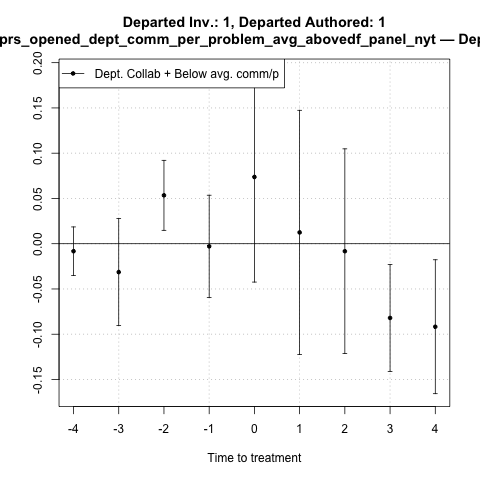 Departed Inv.: 1, Departed Authored: 1
prs_opened_dept_comm_per_problem_avg_abovedf_panel_nyt — Dep
Dept. Collab + Below avg. comm/p
0.20
0.15
0.10
0.05
0.00
-0.05
-0.10
-0.15
-4 -3 -2 -1 0 1 2 3 4
Time to treatment